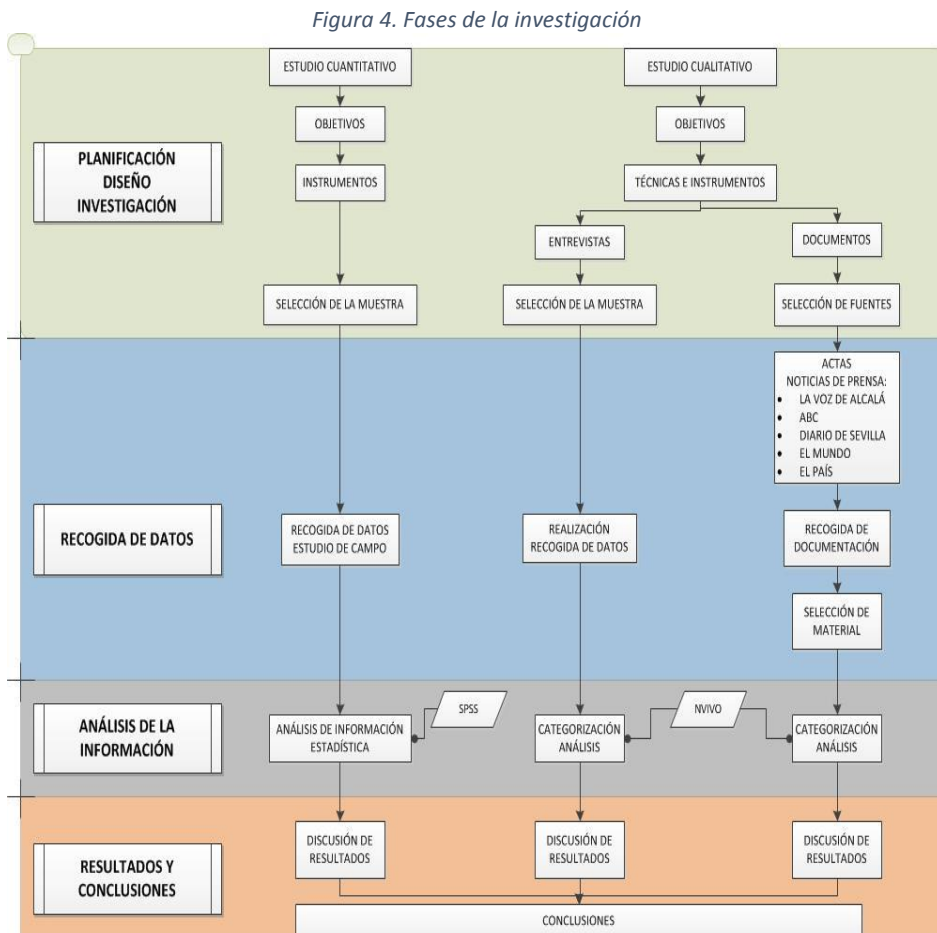 Figura 4. Fases de la investigación
ESTUDIO CUANTITATIVO
ESTUDIO CUALITATIVO
OBJETIVOS
OBJETIVOS
PLANIFICACIÓN
DISEÑO
INVESTIGACIÓN
INSTRUMENTOS
TÉCNICAS E INSTRUMENTOS
ENTREVISTAS
DOCUMENTOS
SELECCIÓN DE LA MUESTRA
SELECCIÓN DE LA MUESTRA
SELECCIÓN DE FUENTES
ACTAS
NOTICIAS DE PRENSA:
• LA VOZ DE ALCALÁ
• ABC
• DIARIO DE SEVILLA
• EL MUNDO
• EL PAÍS
RECOGIDA DE DATOS
RECOGIDA DE DATOS
ESTUDIO DE CAMPO
REALIZACIÓN
RECOGIDA DE DATOS
RECOGIDA DE
DOCUMENTACIÓN
SELECCIÓN DE
MATERIAL
ANÁLISIS DE LA
INFORMACIÓN
SPSS
NVIVO
ANÁLISIS DE INFORMACIÓN
ESTADÍSTICA
CATEGORIZACIÓN
ANÁLISIS
CATEGORIZACIÓN
ANÁLISIS
RESULTADOS Y
CONCLUSIONES
DISCUSIÓN DE
RESULTADOS
DISCUSIÓN DE
RESULTADOS
DISCUSIÓN DE
RESULTADOS
CONCLUSIONES